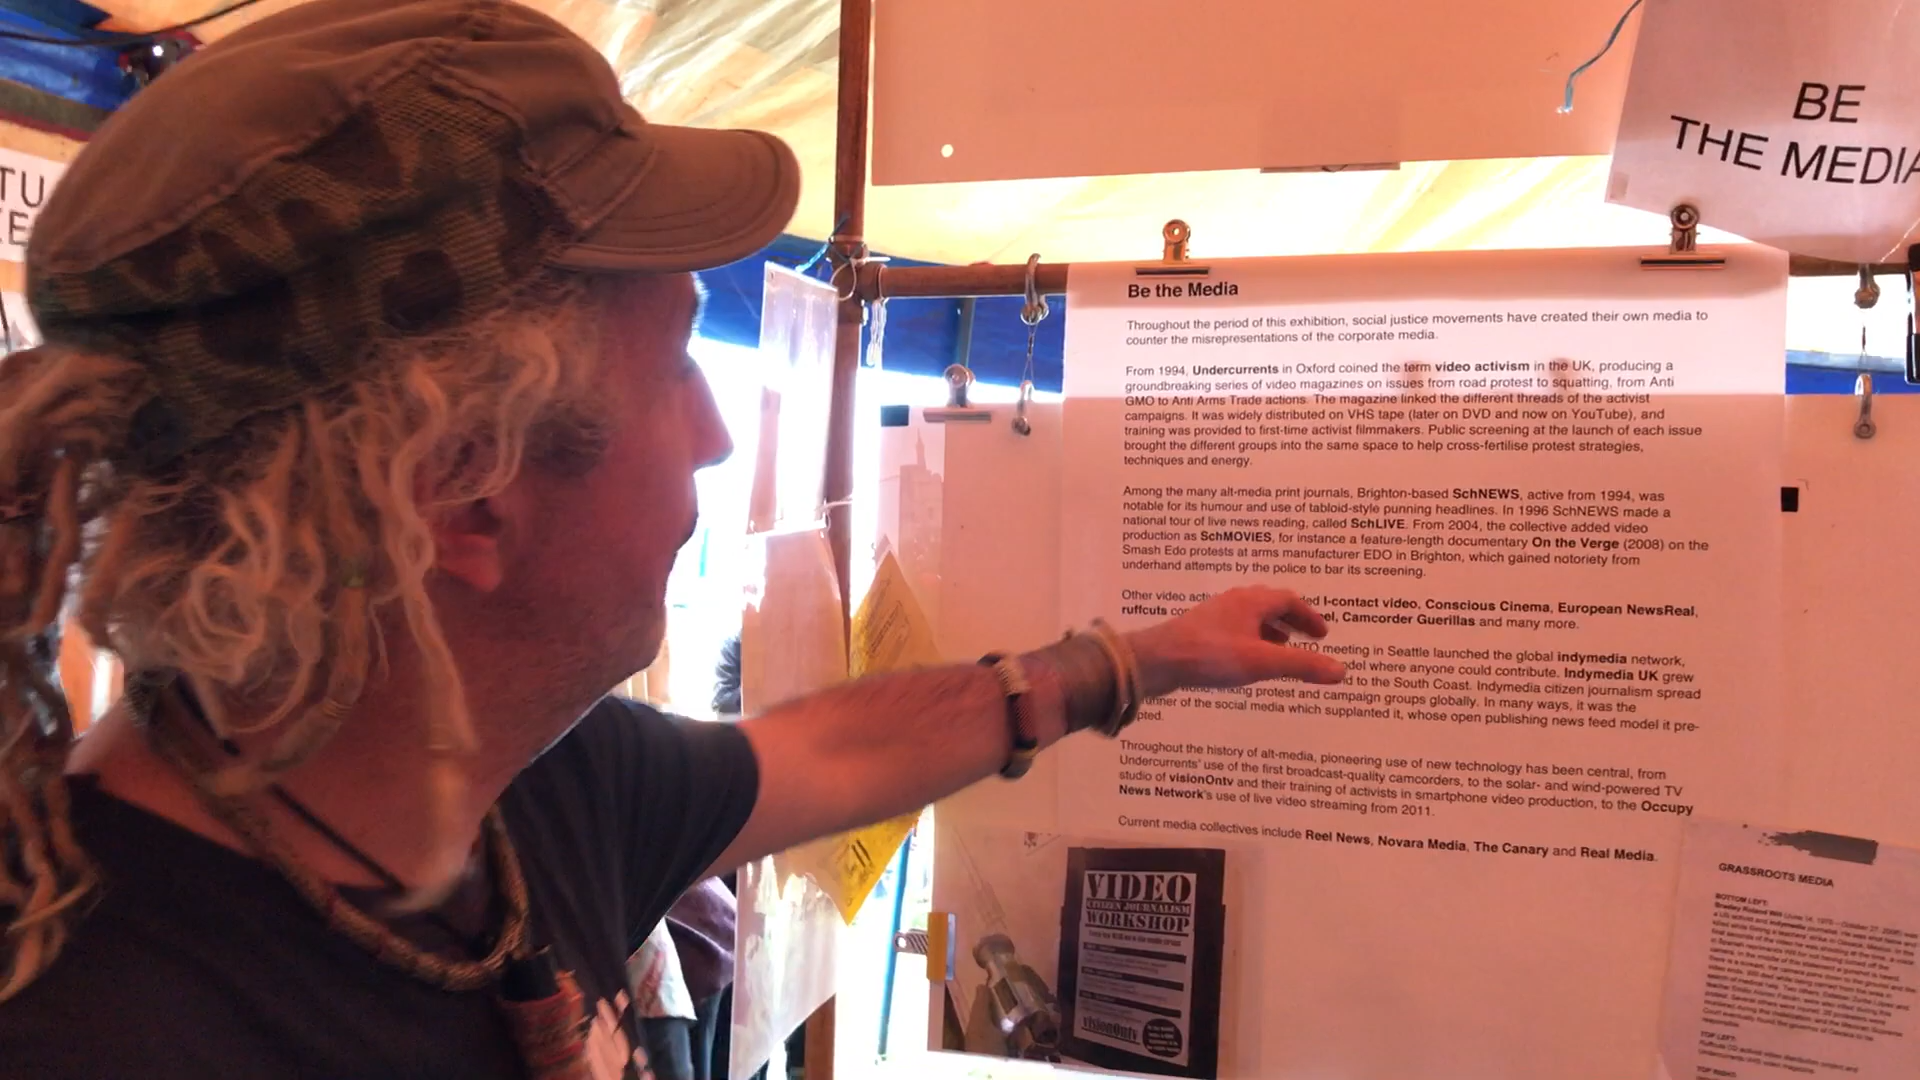 BE
THE MEDIA
TU
Be the Media
Throughout the period of this exhibition, social justice movements have created their own media to
counter the misrepresentations of the corporate media.
From 1994, Undercurrents in Oxford coined the term video activism in the UK, producing a
groundbreaking series of video magazines on issues from road protest to squatting, from Anti
GMO to Anti Arms Trade actions. The magazine linked the different threads of the activist
campaigns. It was widely distributed on VHS tape (later on DVD and now on YouTube), and
training was provided to first-time activist filmmakers. Public screening at the launch of each issue
brought the different groups into the same space to help cross-fertilise protest strategies,
techniques and energy.
Among the many alt-media print journals, Brighton-based SchNEWS, active from 1994, was
notable for its humour and use of tabloid-style punning headlines. In 1996 SchNEWS made a
national tour of live news reading, called SchLIVE. From 2004, the collective added video
production as SchMOVIES, for instance a feature-length documentary On the Verge (2008) on the
Smash Edo protests at arms manufacturer EDO in Brighton, which gained notoriety from
underhand attempts by the police to bar its screening.
Other video I-contact video, Conscious Cinema, European NewsReal,
ruffcuts Camcorder Guerillas and many more.
WTO meeting in Seattle launched the global indymedia network,
where anyone could contribute. Indymedia UK grew
to the South Coast. Indymedia citizen journalism spread
protest and campaign groups globally. In many ways, it was the
of the social media which supplanted it, whose open publishing news feed model it pre-
Throughout the history of alt-media, pioneering use of new technology has been central, from
Undercurrents' use of the first broadcast-quality camcorders, to the solar- and wind-powered TV
studio of visionOntv and their training of activists in smartphone video production, to the Occupy
News Network's use of live video streaming from 2011.
Current media collectives include Reel News, Novara Media, The Canary and Real Media.
VIDEO
CITIZEN JOURNALISM
WORKSHOP
visionOntv
GRASSROOTS MEDIA
BOTTOM LEFT:
TOP LEFT:
TOP RIGHT: